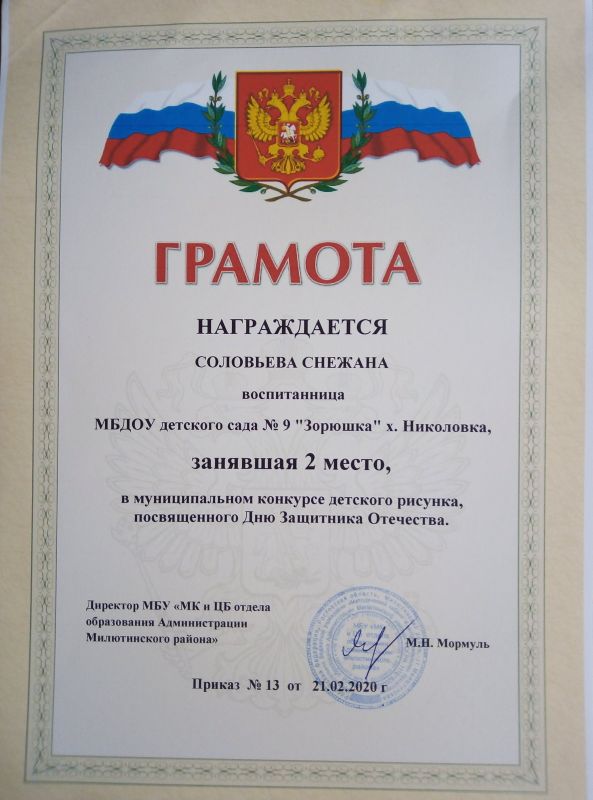 ГРАМОТА
НАГРАЖДАЕТСЯ
СОЛОВЬЕВА СНЕЖАНА
воспитанница
МБДОУ детского сада № 9 "Зорюшка" х. Николовка,
занявшая 2 место,
в муниципальном конкурсе детского рисунка,
посвященного Дню Защитника Отечества.
Директор МБУ «МК и ЦБ отдела
образования Администрации
Милютинского района»
М.Н. Мормуль
Приказ № 13 от 21.02.2020 г